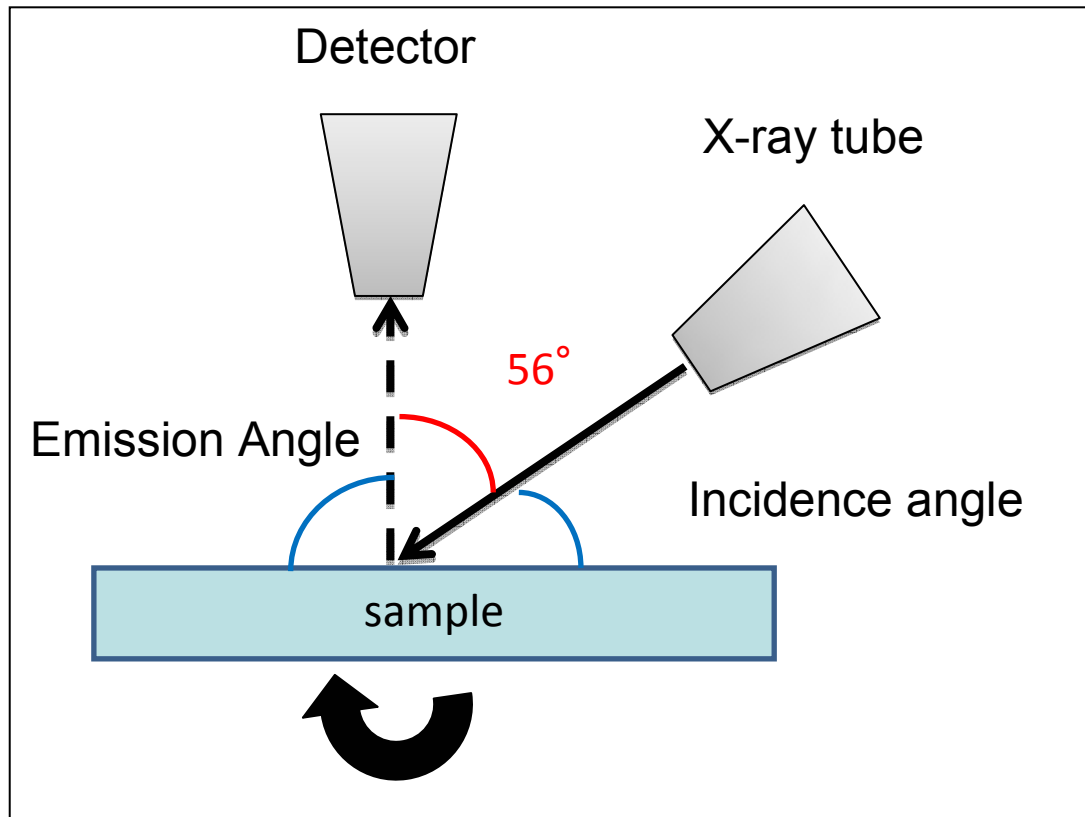 Detector
X-ray tube
56°
Emission Angle
Incidence angle
sample